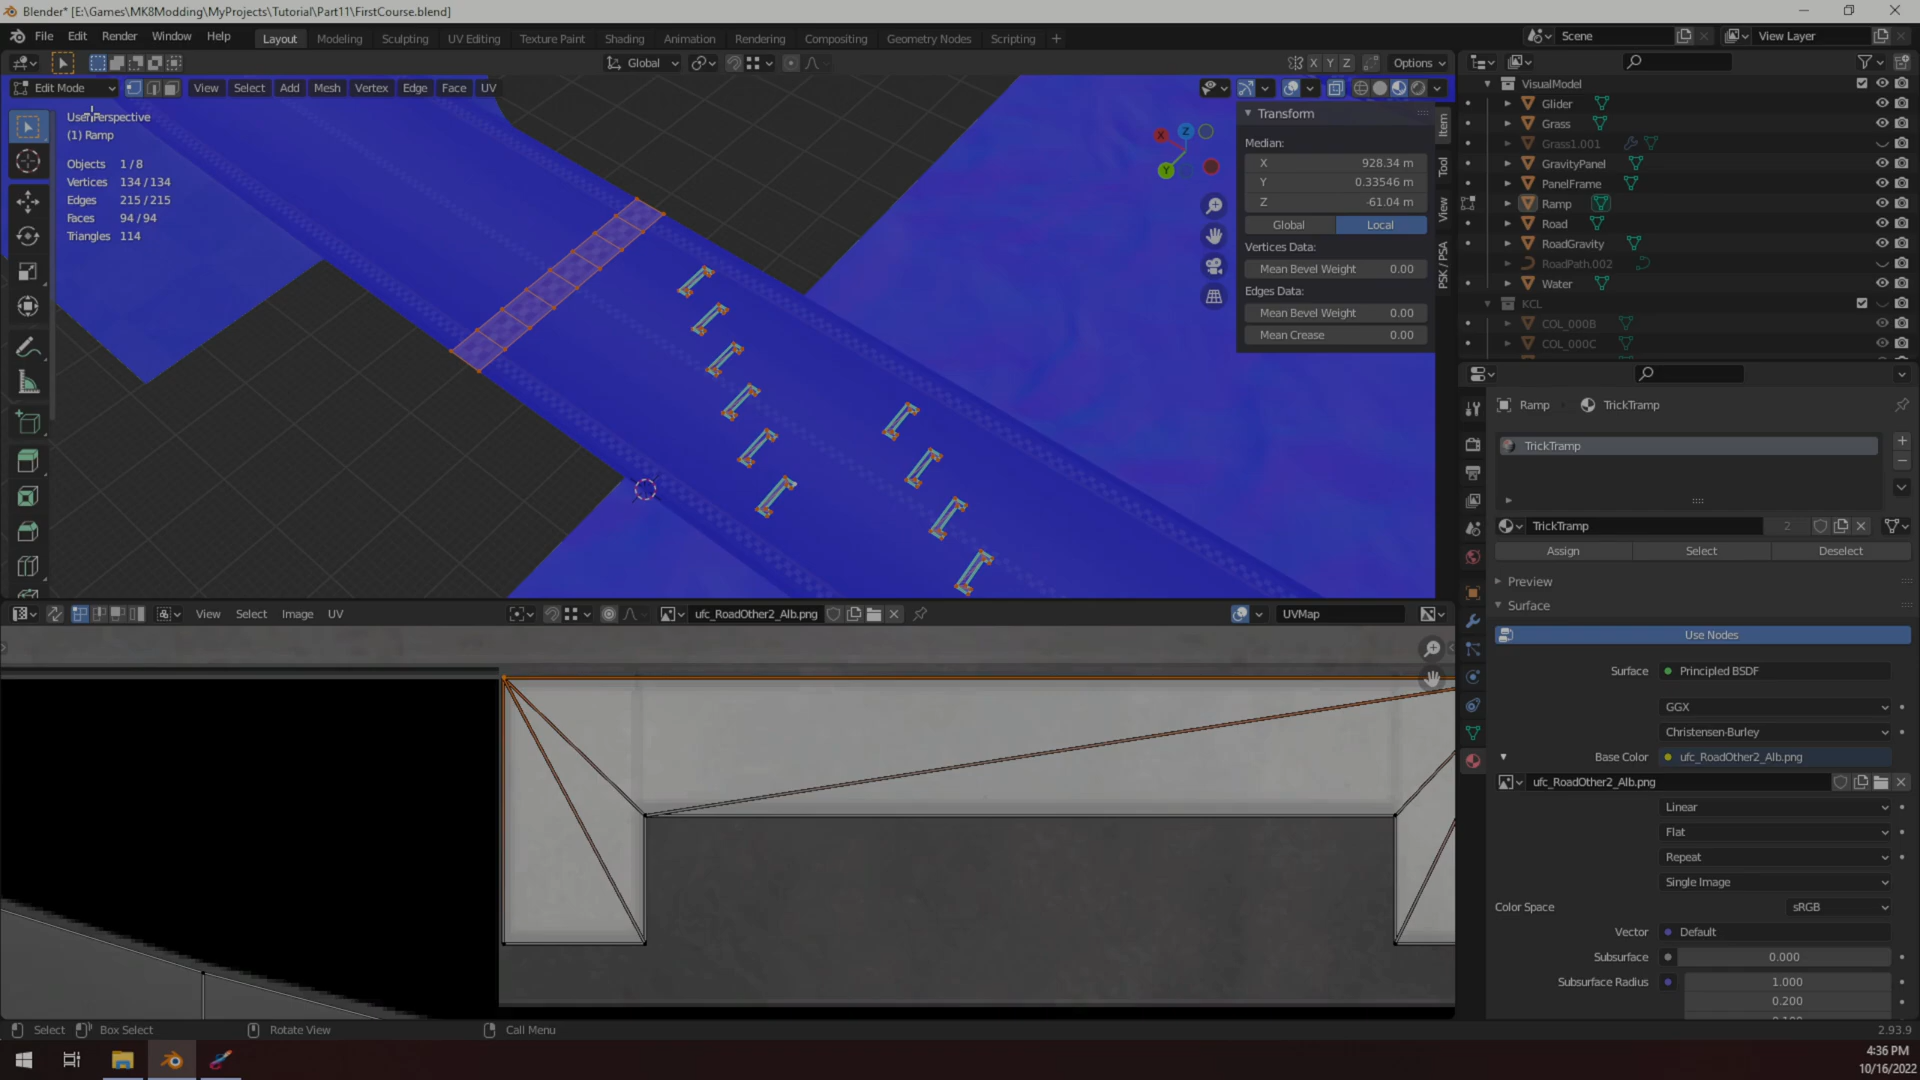 Blender* [E:\Games\MK8Modding\MyProjects\Tutorial\Part11\FirstCourse.blend]
File Edit Render Window Help Layout Modeling Sculpting UV Editing Texture Paint Shading Animation Rendering Compositing Geometry Nodes Scripting +
Scene View Layer
Global X Y Z Options
Edit Mode View Select Add Mesh Vertex Edge Face UV
User Perspective
(1) Ramp
Objects 1/8
Vertices 134/134
Edges 215/215
Faces 94/94
Triangles 114
X Z Y
Transform
Median:
X 928.34 m
Y 0.33546 m
Z -61.04 m
Global Local
Vertices Data:
Mean Bevel Weight 0.00
Edges Data:
Mean Bevel Weight 0.00
Mean Crease 0.00
Item
Tool
View
PSK / PSA
VisualModel
Glider
Grass
Grass1.001
GravityPanel
PanelFrame
Ramp
Road
RoadGravity
RoadPath.002
Water
KCL
COL_000B
COL_000C
Ramp TrickTramp
TrickTramp
TrickTramp 2
Assign Select Deselect
Preview
Surface
Use Nodes
Surface Principled BSDF
GGX
Christensen-Burley
Base Color ufc_RoadOther2_Alb.png
ufc_RoadOther2_Alb.png
Linear
Flat
Repeat
Single Image
Color Space sRGB
Vector Default
Subsurface 0.000
Subsurface Radius 1.000
0.200
View Select Image UV ufc_RoadOther2_Alb.png UVMap
Select Box Select Rotate View Call Menu 2.93.9
4:36 PM
10/16/2022